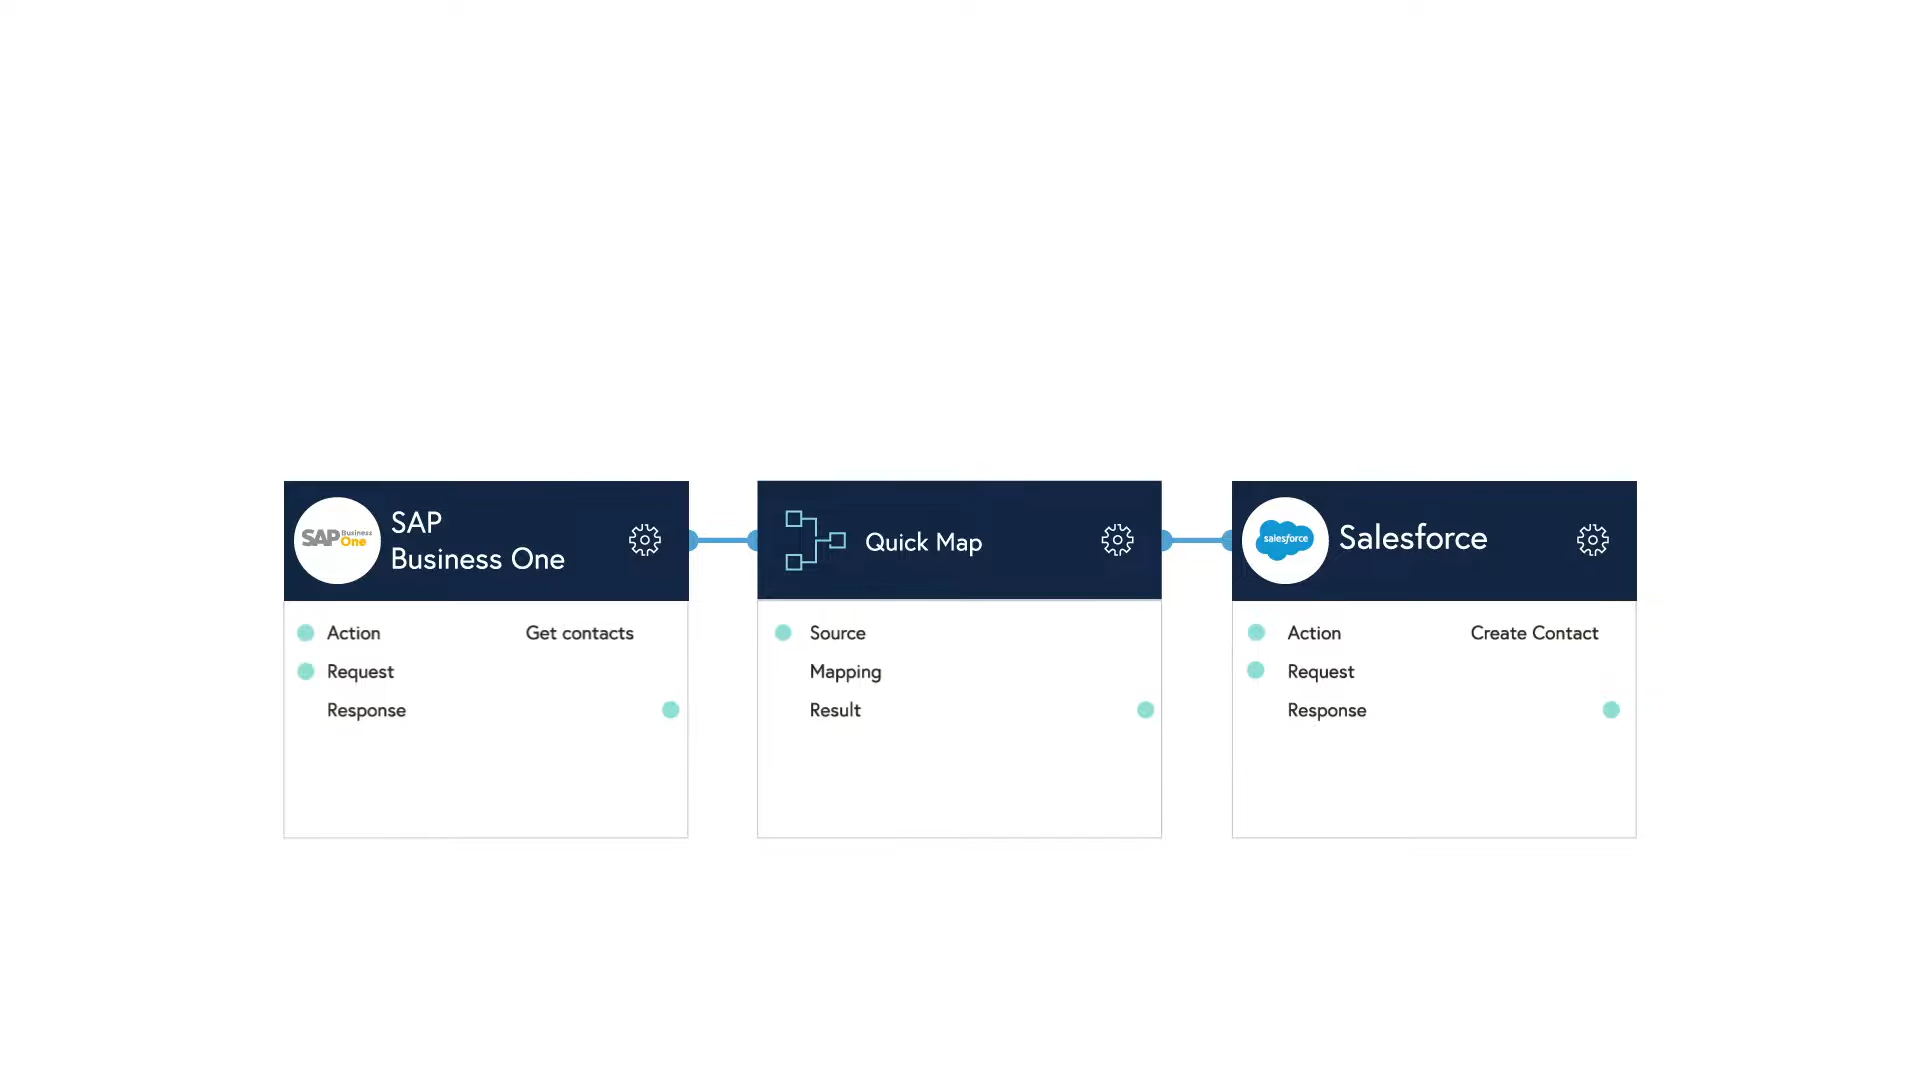 SAP Business One
SAP
Business One
Action Get contacts
Request
Response
Quick Map
Source
Mapping
Result
salesforce
Salesforce
Action Create Contact
Request
Response